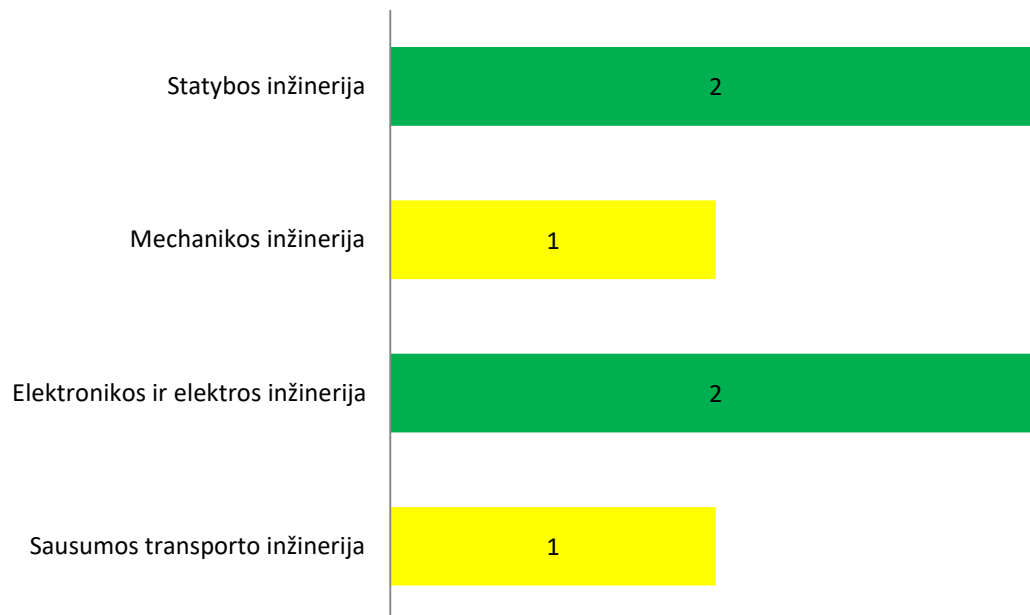 Statybos inžinerija
2
Mechanikos inžinerija
1
Elektronikos ir elektros inžinerija
2
Sausumos transporto inžinerija
1